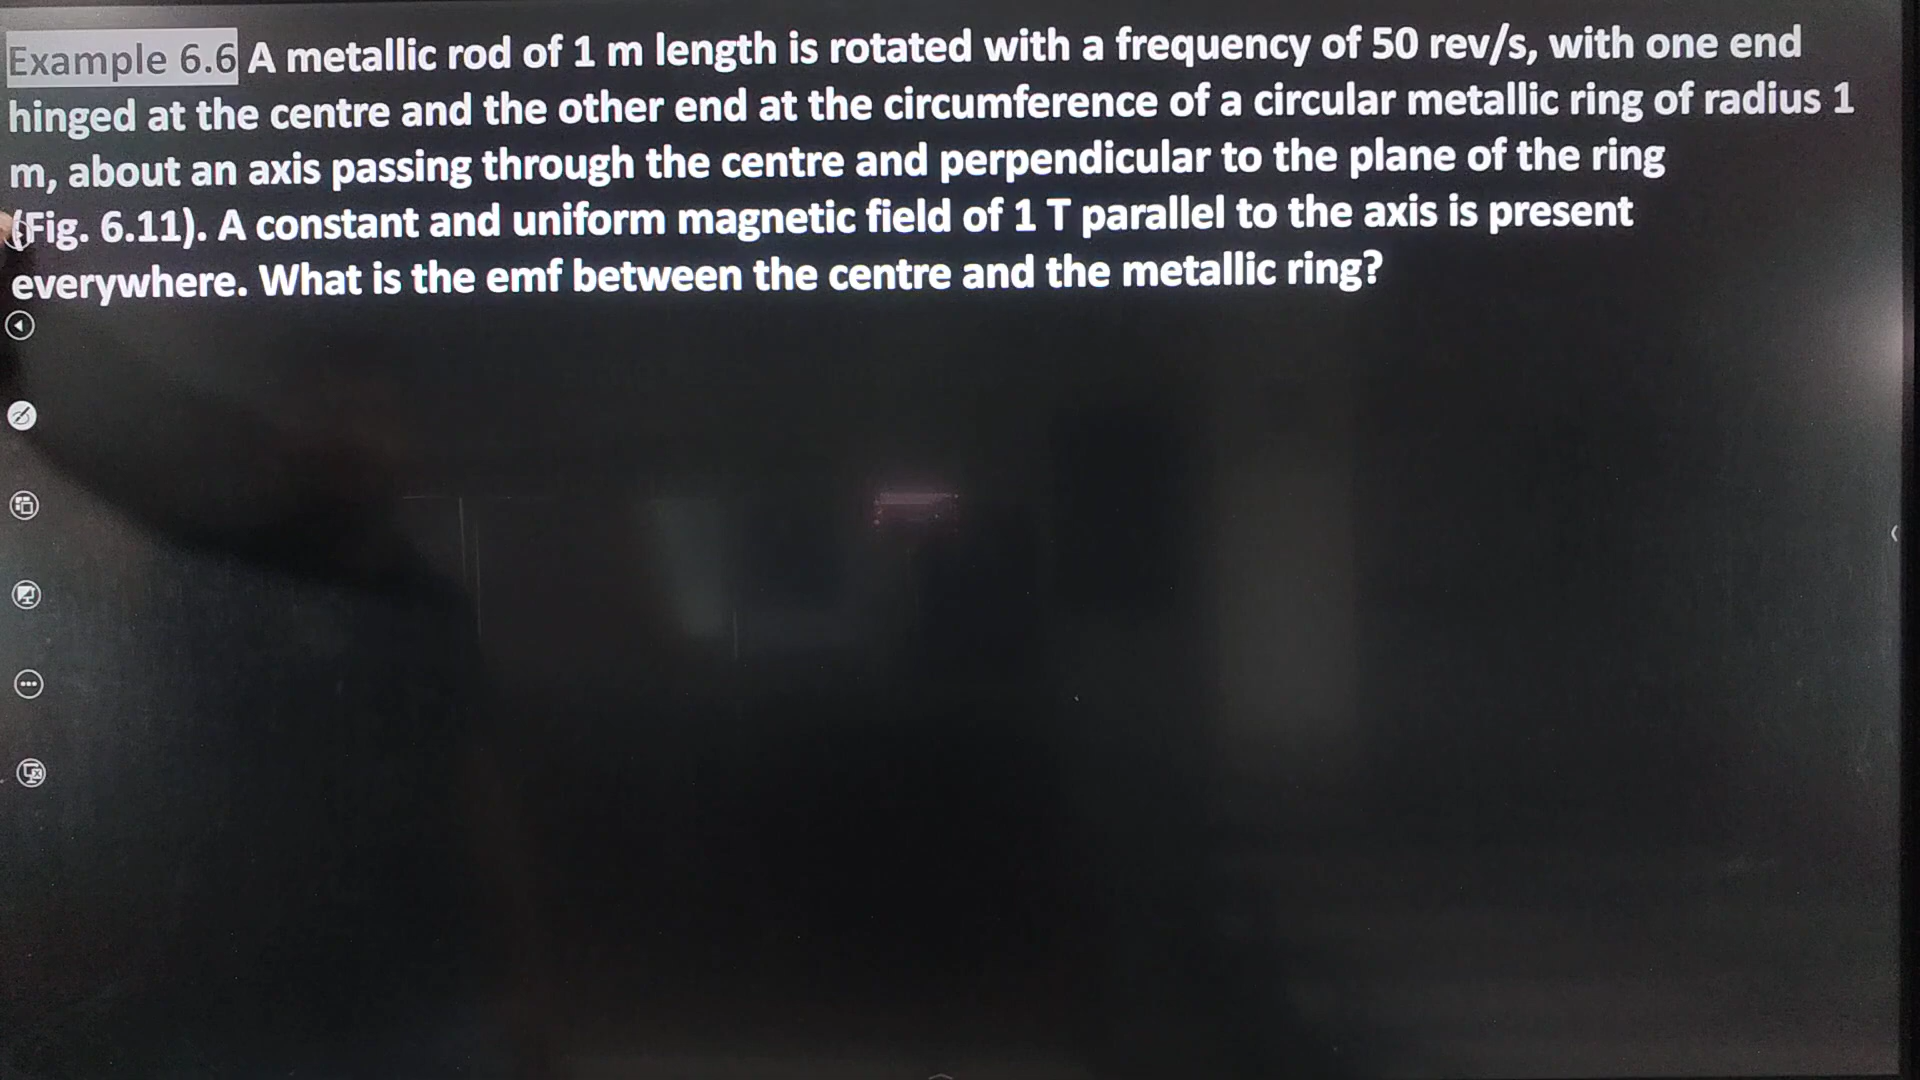 Example 6.6 A metallic rod of 1 m length is rotated with a frequency of 50 rev/s, with one end
hinged at the centre and the other end at the circumference of a circular metallic ring of radius 1
m, about an axis passing through the centre and perpendicular to the plane of the ring
(Fig. 6.11). A constant and uniform magnetic field of 1 T parallel to the axis is present
everywhere. What is the emf between the centre and the metallic ring?